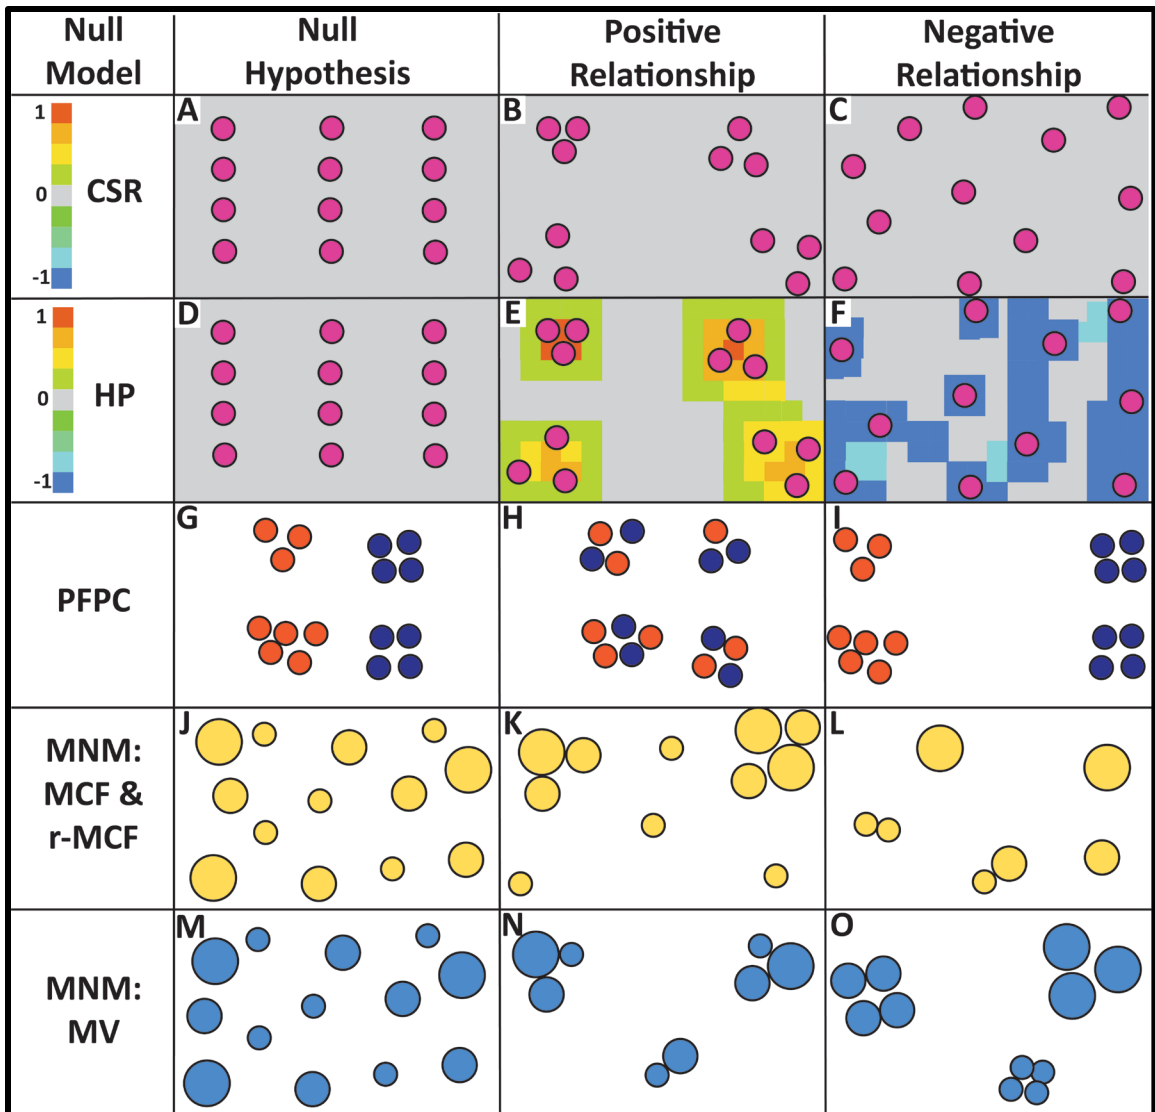 Null
Model
Null
Hypothesis
Positive
Relationship
Negative
Relationship
1
0
-1
CSR
A
B
C
1
0
-1
HP
D
E
F
PFPC
G
H
I
MNM:
MCF &
r-MCF
J
K
L
MNM:
MV
M
N
O